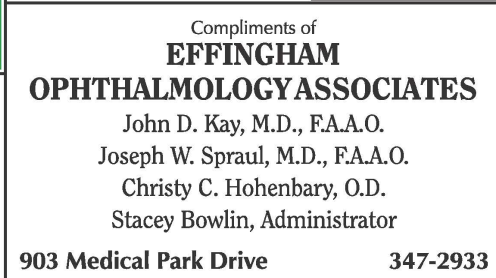 Compliments of
EFFINGHAM
OPHTHALMOLOGY ASSOCIATES
John D. Kay, M.D., F.A.A.O.
Joseph W. Spraul, M.D., F.A.A.O.
Christy C. Hohenbary, O.D.
Stacey Bowlin, Administrator
903 Medical Park Drive 347-2933